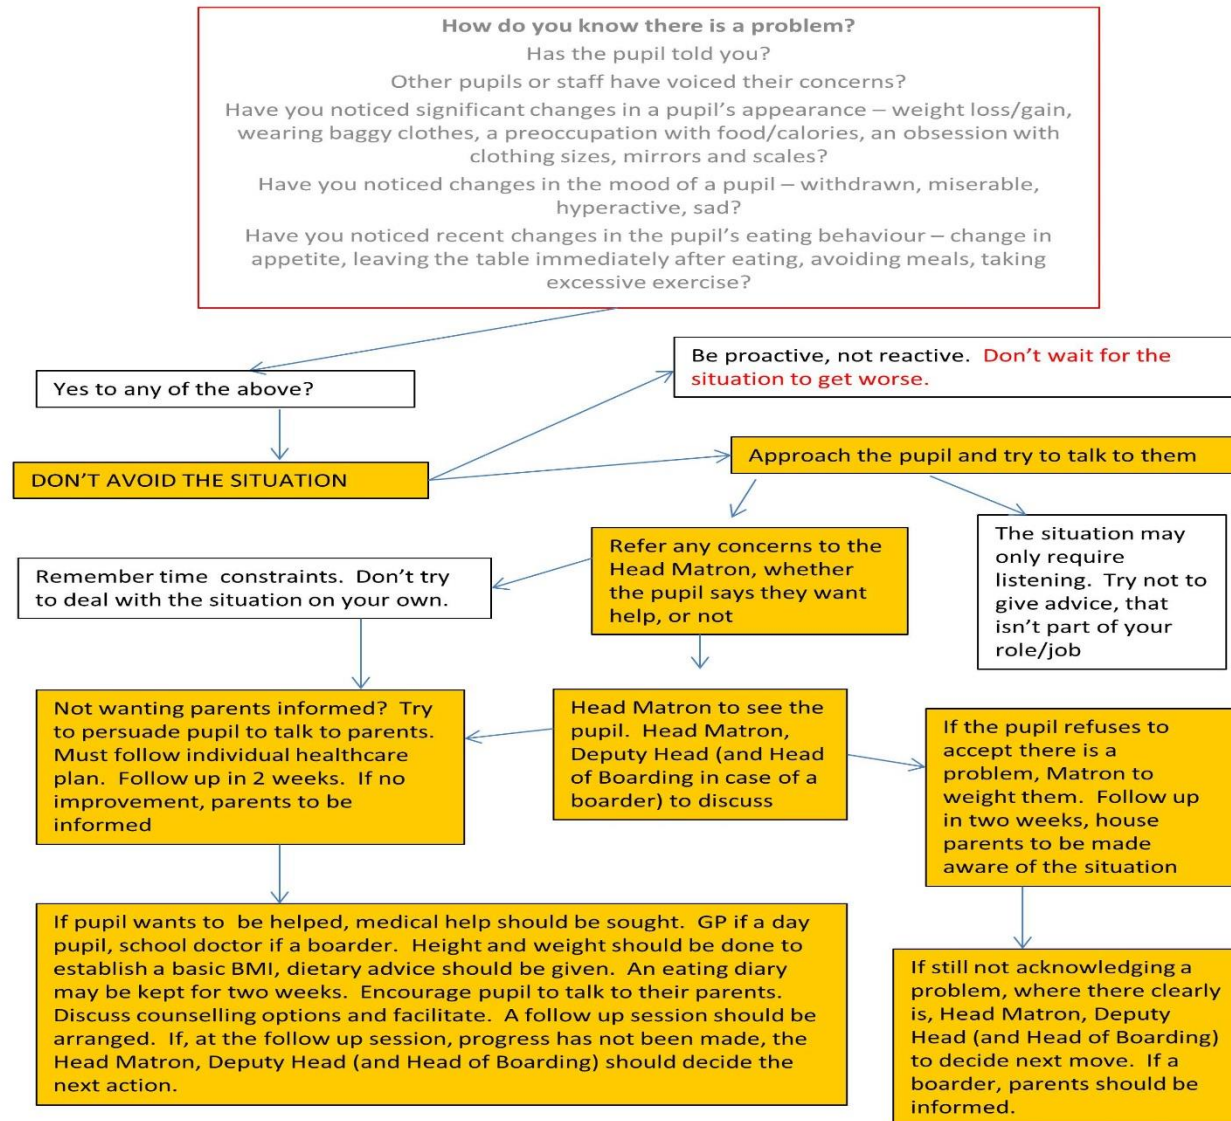 How do you know there is a problem?
Has the pupil told you?
Other pupils or staff have voiced their concerns?
Have you noticed significant changes in a pupil's appearance – weight loss/gain,
wearing baggy clothes, a preoccupation with food/calories, an obsession with
clothing sizes, mirrors and scales?
Have you noticed changes in the mood of a pupil – withdrawn, miserable,
hyperactive, sad?
Have you noticed recent changes in the pupil's eating behaviour – change in
appetite, leaving the table immediately after eating, avoiding meals, taking
excessive exercise?
Yes to any of the above?
Be proactive, not reactive. Don't wait for the
situation to get worse.
DON'T AVOID THE SITUATION
Approach the pupil and try to talk to them
The situation may
only require
listening. Try not to
give advice, that
isn't part of your
role/job
Refer any concerns to the
Head Matron, whether
the pupil says they want
help, or not
Remember time constraints. Don't try
to deal with the situation on your own.
Not wanting parents informed? Try
to persuade pupil to talk to parents.
Must follow individual healthcare
plan. Follow up in 2 weeks. If no
improvement, parents to be
informed
Head Matron to see the
pupil. Head Matron,
Deputy Head (and Head
of Boarding in case of a
boarder) to discuss
If the pupil refuses to
accept there is a
problem, Matron to
weight them. Follow up
in two weeks, house
parents to be made
aware of the situation
If pupil wants to be helped, medical help should be sought. GP if a day
pupil, school doctor if a boarder. Height and weight should be done to
establish a basic BMI, dietary advice should be given. An eating diary
may be kept for two weeks. Encourage pupil to talk to their parents.
Discuss counselling options and facilitate. A follow up session should be
arranged. If, at the follow up session, progress has not been made, the
Head Matron, Deputy Head (and Head of Boarding) should decide the
next action.
If still not acknowledging a
problem, where there clearly
is, Head Matron, Deputy
Head (and Head of Boarding)
to decide next move. If a
boarder, parents should be
informed.